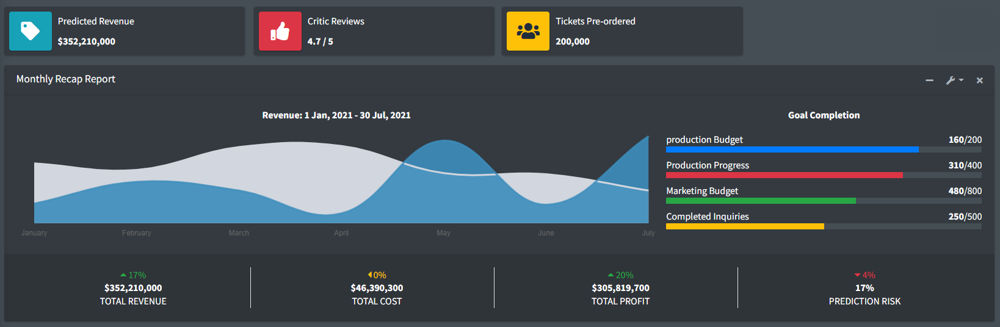 Predicted Revenue
$352,210,000
Critic Reviews
4.7 / 5
Tickets Pre-ordered
200,000
Monthly Recap Report
Revenue: 1 Jan, 2021 - 30 Jul, 2021
January February March April May June July
Goal Completion
production Budget 160/200
Production Progress 310/400
Marketing Budget 480/800
Completed Inquiries 250/500
17%
$352,210,000
TOTAL REVENUE
0%
$46,390,300
TOTAL COST
20%
$305,819,700
TOTAL PROFIT
4%
17%
PREDICTION RISK